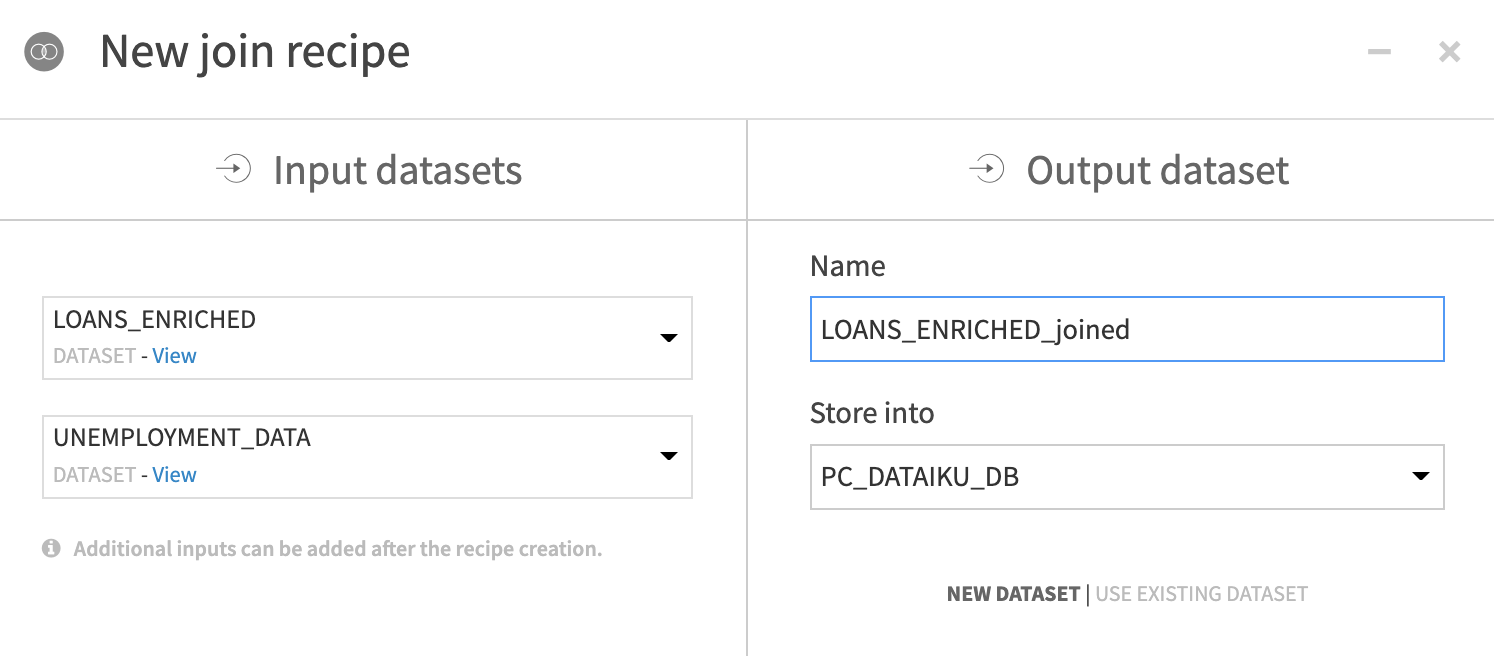 New join recipe
Input datasets
LOANS_ENRICHED
DATASET - View
UNEMPLOYMENT_DATA
DATASET - View
Additional inputs can be added after the recipe creation.
Output dataset
Name
LOANS_ENRICHED_joined
Store into
PC_DATAIKU_DB
NEW DATASET | USE EXISTING DATASET